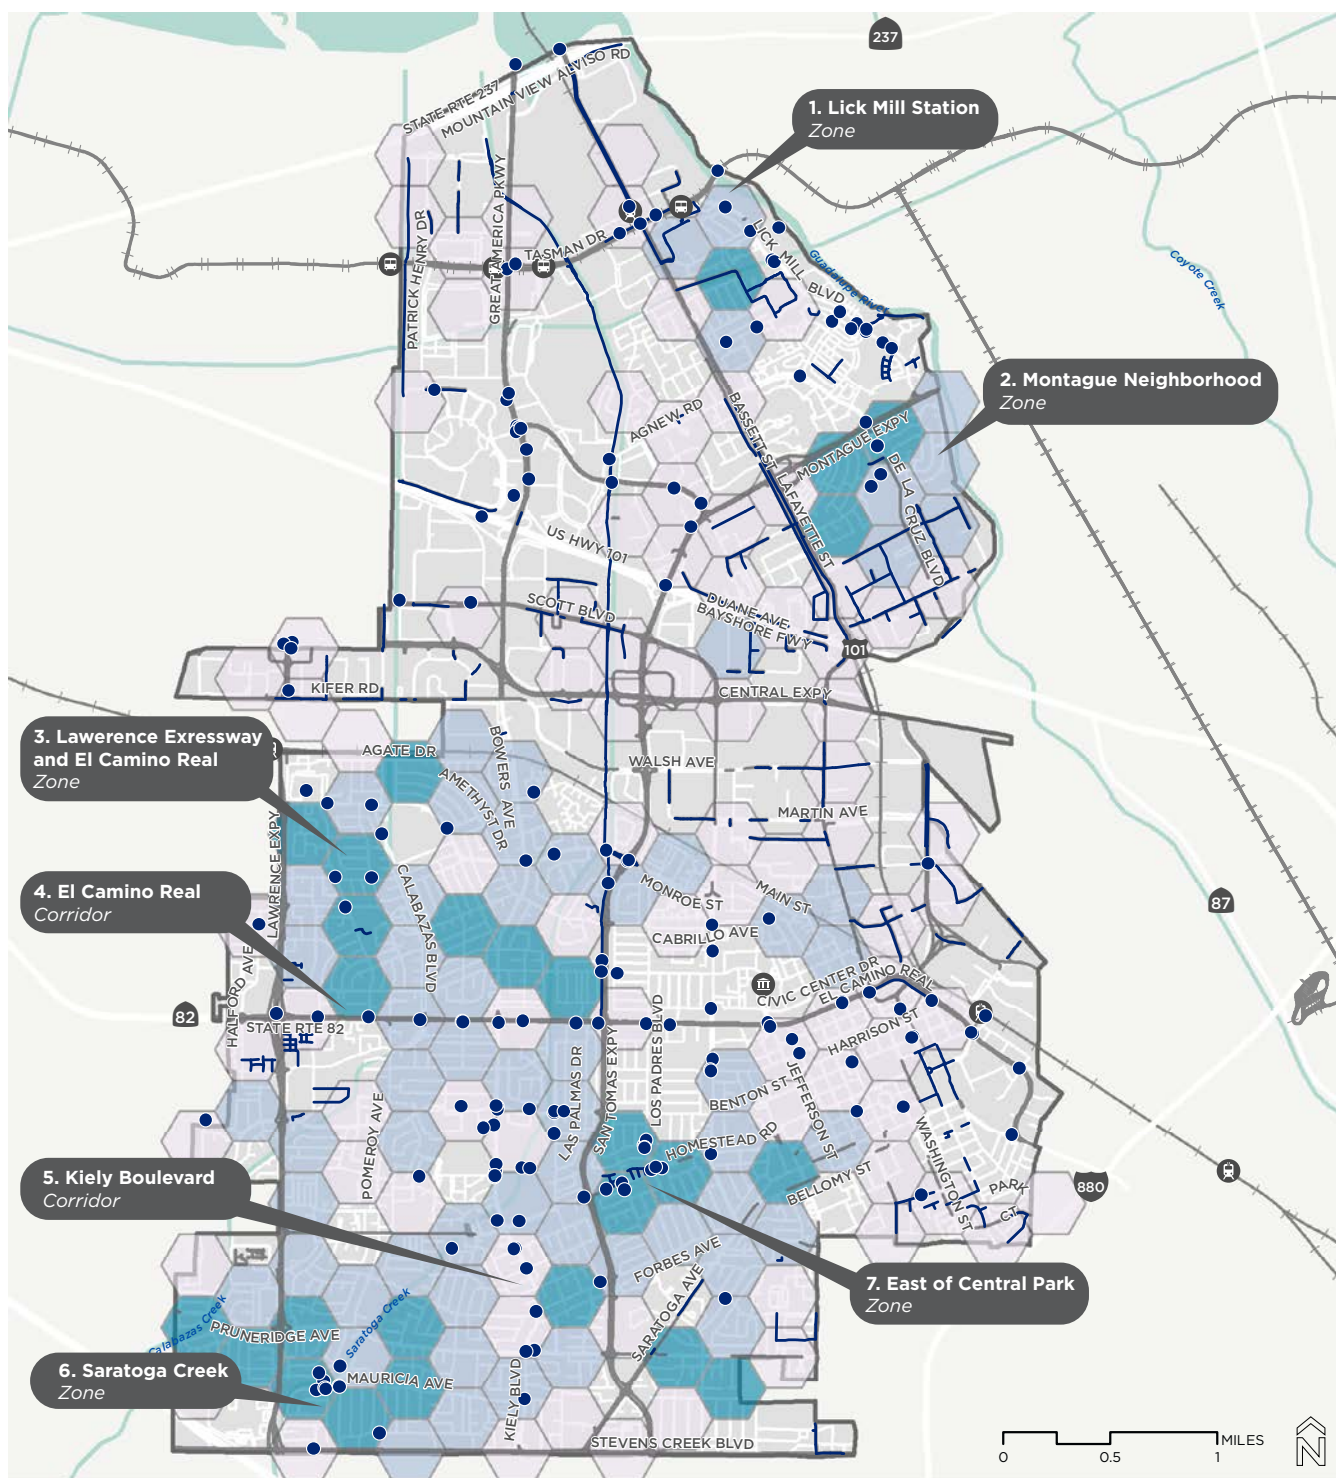 237
STATE RTE 237
MOUNTAIN VIEW ALVISO RD
1. Lick Mill Station
Zone
PATRICK HENRY DR
GREAT AMERICA PKWY
TASMAN DR
LICK MILL BLVD
Guadalupe River
Coyote Creek
2. Montague Neighborhood
Zone
AGNEW RD
BASSETT ST
LAFAYETTE ST
MONTAGUE EXPY
DE LA CRUZ BLVD
US HWY 101
SCOTT BLVD
DUANE AVE
BAYSHORE FWY
101
KIFER RD
CENTRAL EXPY
3. Lawerence Exressway
and El Camino Real
Zone
AGATE DR
AMETHYST DR
BOWERS AVE
WALSH AVE
MARTIN AVE
LAWRENCE EXPY
CALABAZAS BLVD
4. El Camino Real
Corridor
MONROE ST
MAIN ST
CABRILLO AVE
87
HALFORD AVE
CIVIC CENTER DR
EL CAMINO REAL
82
STATE RTE 82
LOS PADRES BLVD
HARRISON ST
LAS PALMAS DR
SAN TOMAS EXPY
JEFFERSON ST
BENTON ST
POMEROY AVE
HOMESTEAD RD
WASHINGTON ST
BELLOMY ST
PARK CT
880
5. Kiely Boulevard
Corridor
FORBES AVE
SARATOGA AVE
7. East of Central Park
Zone
Calabazas Creek
PRUNERIDGE AVE
Saratoga Creek
6. Saratoga Creek
Zone
MAURICIA AVE
KIELY BLVD
STEVENS CREEK BLVD
MILES
0 0.5 1
N